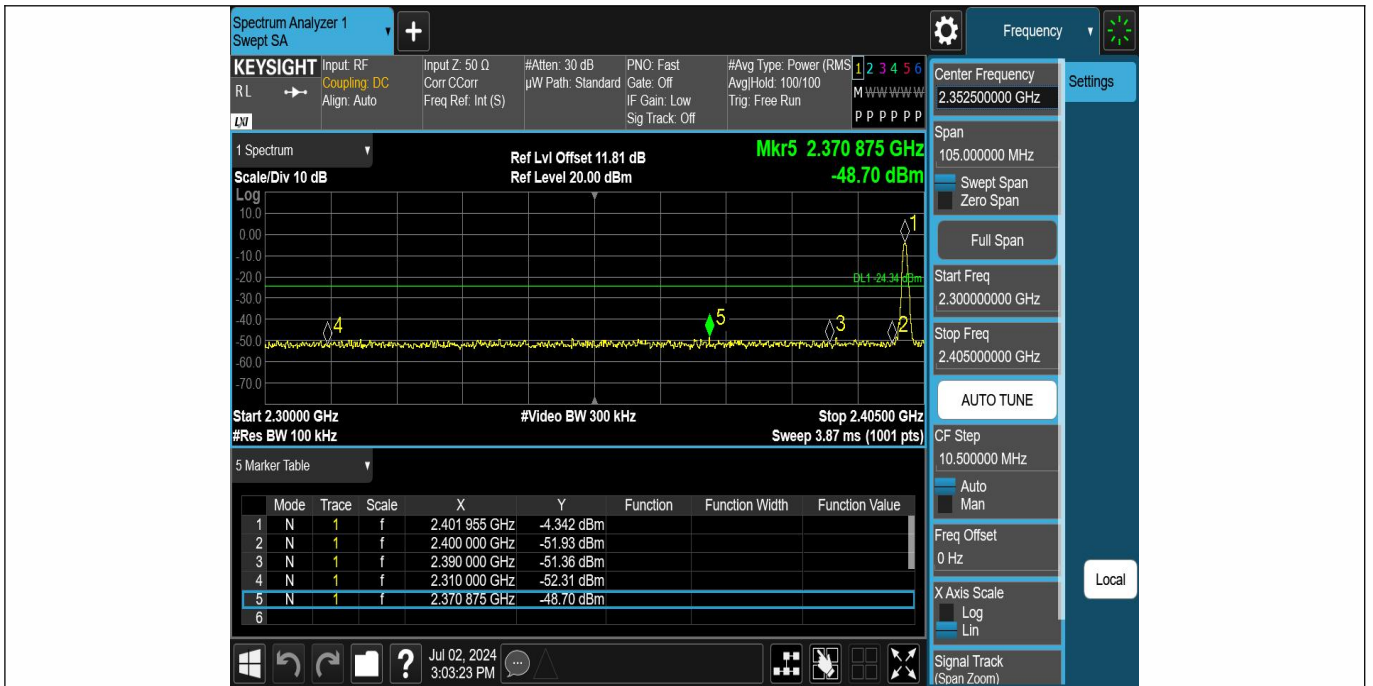 Spectrum Analyzer 1
Swept SA
+
Frequency
KEYSIGHT
RL
LXI
Input: RF
Coupling: DC
Align: Auto
Input Z: 50 Ω
Corr CCorr
Freq Ref: Int (S)
#Atten: 30 dB
µW Path: Standard
PNO: Fast
Gate: Off
IF Gain: Low
Sig Track: Off
#Avg Type: Power (RMS
Avg|Hold: 100/100
Trig: Free Run
1 2 3 4 5 6
M W W W W W
P P P P P P
1 Spectrum
Scale/Div 10 dB
Ref Lvl Offset 11.81 dB
Ref Level 20.00 dBm
Mkr5 2.370 875 GHz
-48.70 dBm
Log
10.0
0.00
-10.0
-20.0
-30.0
-40.0
-50.0
-60.0
-70.0
1
DL1 -24.34 dBm
4
5
3
2
Start 2.30000 GHz
#Video BW 300 kHz
Stop 2.40500 GHz
#Res BW 100 kHz
Sweep 3.87 ms (1001 pts)
5 Marker Table
Mode Trace Scale X Y Function Function Width Function Value
1 N 1 f 2.401 955 GHz -4.342 dBm
2 N 1 f 2.400 000 GHz -51.93 dBm
3 N 1 f 2.390 000 GHz -51.36 dBm
4 N 1 f 2.310 000 GHz -52.31 dBm
5 N 1 f 2.370 875 GHz -48.70 dBm
6
?
Jul 02, 2024
3:03:23 PM
Center Frequency
2.352500000 GHz
Settings
Span
105.000000 MHz
Swept Span
Zero Span
Full Span
Start Freq
2.300000000 GHz
Stop Freq
2.405000000 GHz
AUTO TUNE
CF Step
10.500000 MHz
Auto
Man
Freq Offset
0 Hz
Local
X Axis Scale
Log
Lin
Signal Track
(Span Zoom)